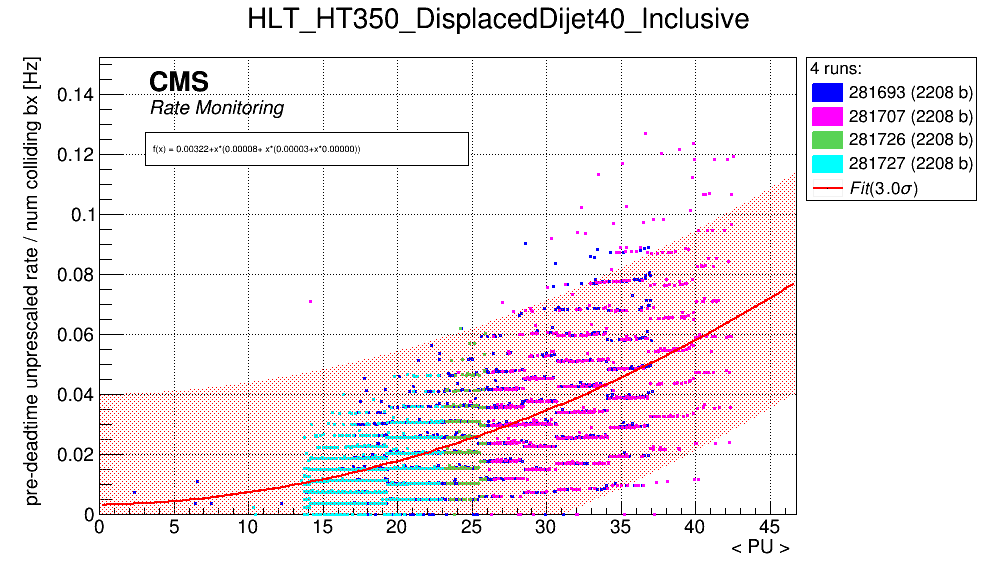 HLT_HT350_DisplacedDijet40_Inclusive
pre-deadtime unprescaled rate / num colliding bx [Hz]
CMS
Rate Monitoring
f(x) = 0.00322+x*(0.00008+ x*(0.00003+x*0.00000))
4 runs:
281693 (2208 b)
281707 (2208 b)
281726 (2208 b)
281727 (2208 b)
Fit(3.0σ)
0.14
0.12
0.1
0.08
0.06
0.04
0.02
0
0 5 10 15 20 25 30 35 40 45
< PU >